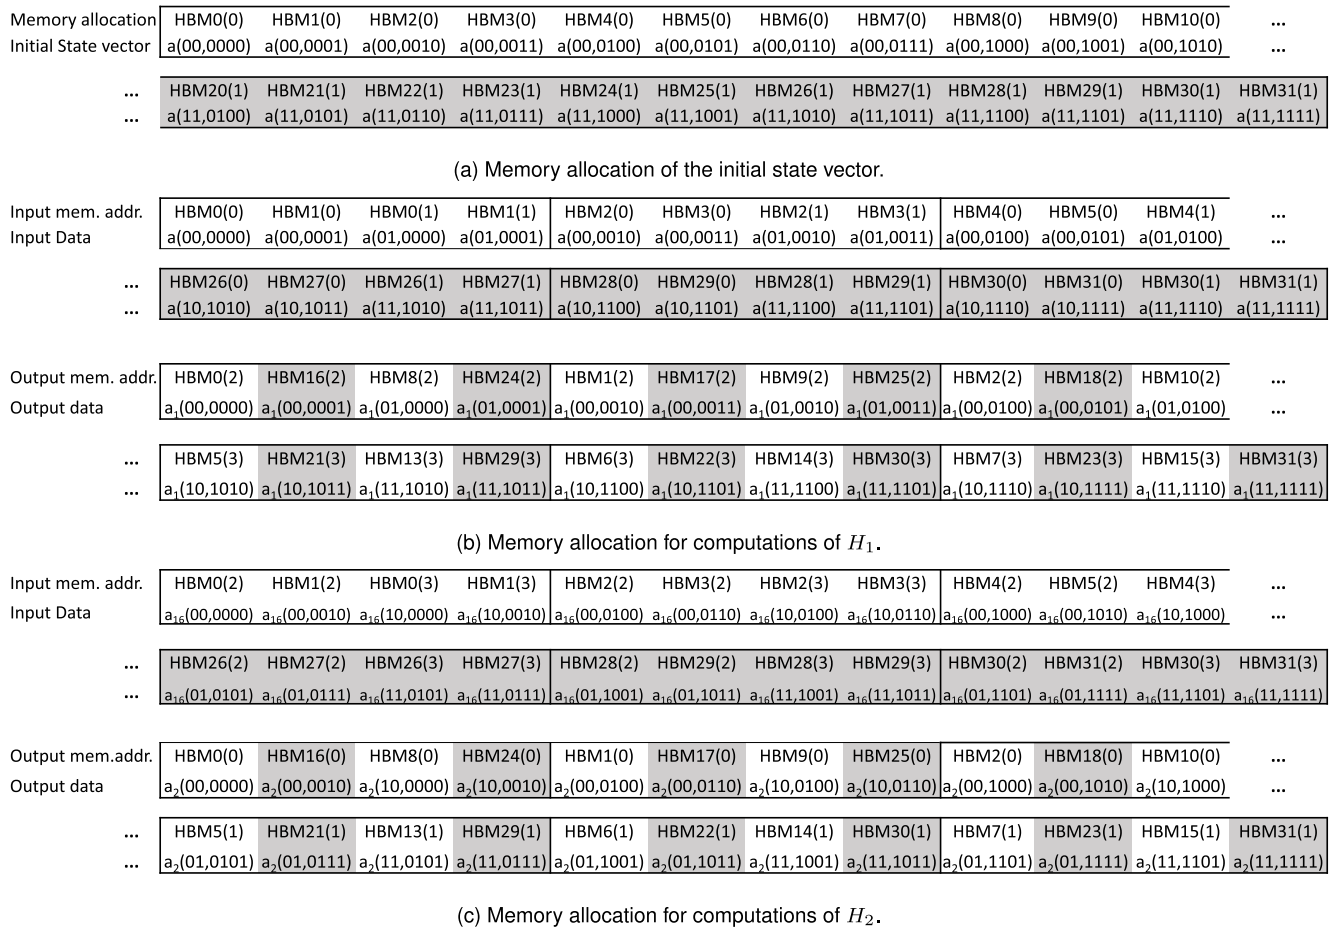 Memory allocation HBM0(0) HBM1(0) HBM2(0) HBM3(0) HBM4(0) HBM5(0) HBM6(0) HBM7(0) HBM8(0) HBM9(0) HBM10(0) ...
Initial State vector a(00,0000) a(00,0001) a(00,0010) a(00,0011) a(00,0100) a(00,0101) a(00,0110) a(00,0111) a(00,1000) a(00,1001) a(00,1010) ...
... HBM20(1) HBM21(1) HBM22(1) HBM23(1) HBM24(1) HBM25(1) HBM26(1) HBM27(1) HBM28(1) HBM29(1) HBM30(1) HBM31(1)
... a(11,0100) a(11,0101) a(11,0110) a(11,0111) a(11,1000) a(11,1001) a(11,1010) a(11,1011) a(11,1100) a(11,1101) a(11,1110) a(11,1111)
(a) Memory allocation of the initial state vector.
Input mem. addr. HBM0(0) HBM1(0) HBM0(1) HBM1(1) HBM2(0) HBM3(0) HBM2(1) HBM3(1) HBM4(0) HBM5(0) HBM4(1) ...
Input Data a(00,0000) a(00,0001) a(01,0000) a(01,0001) a(00,0010) a(00,0011) a(01,0010) a(01,0011) a(00,0100) a(00,0101) a(01,0100) ...
... HBM26(0) HBM27(0) HBM26(1) HBM27(1) HBM28(0) HBM29(0) HBM28(1) HBM29(1) HBM30(0) HBM31(0) HBM30(1) HBM31(1)
... a(10,1010) a(10,1011) a(11,1010) a(11,1011) a(10,1100) a(10,1101) a(11,1100) a(11,1101) a(10,1110) a(10,1111) a(11,1110) a(11,1111)
Output mem. addr. HBM0(2) HBM16(2) HBM8(2) HBM24(2) HBM1(2) HBM17(2) HBM9(2) HBM25(2) HBM2(2) HBM18(2) HBM10(2) ...
Output data a₁(00,0000) a₁(00,0001) a₁(01,0000) a₁(01,0001) a₁(00,0010) a₁(00,0011) a₁(01,0010) a₁(01,0011) a₁(00,0100) a₁(00,0101) a₁(01,0100) ...
... HBM5(3) HBM21(3) HBM13(3) HBM29(3) HBM6(3) HBM22(3) HBM14(3) HBM30(3) HBM7(3) HBM23(3) HBM15(3) HBM31(3)
... a₁(10,1010) a₁(10,1011) a₁(11,1010) a₁(11,1011) a₁(10,1100) a₁(10,1101) a₁(11,1100) a₁(11,1101) a₁(10,1110) a₁(10,1111) a₁(11,1110) a₁(11,1111)
(b) Memory allocation for computations of H₁.
Input mem. addr. HBM0(2) HBM1(2) HBM0(3) HBM1(3) HBM2(2) HBM3(2) HBM2(3) HBM3(3) HBM4(2) HBM5(2) HBM4(3) ...
Input Data a₁₆(00,0000) a₁₆(00,0010) a₁₆(10,0000) a₁₆(10,0010) a₁₆(00,0100) a₁₆(00,0110) a₁₆(10,0100) a₁₆(10,0110) a₁₆(00,1000) a₁₆(00,1010) a₁₆(10,1000) ...
... HBM26(2) HBM27(2) HBM26(3) HBM27(3) HBM28(2) HBM29(2) HBM28(3) HBM29(3) HBM30(2) HBM31(2) HBM30(3) HBM31(3)
... a₁₆(01,0101) a₁₆(01,0111) a₁₆(11,0101) a₁₆(11,0111) a₁₆(01,1001) a₁₆(01,1011) a₁₆(11,1001) a₁₆(11,1011) a₁₆(01,1101) a₁₆(01,1111) a₁₆(11,1101) a₁₆(11,1111)
Output mem.addr. HBM0(0) HBM16(0) HBM8(0) HBM24(0) HBM1(0) HBM17(0) HBM9(0) HBM25(0) HBM2(0) HBM18(0) HBM10(0) ...
Output data a₂(00,0000) a₂(00,0010) a₂(10,0000) a₂(10,0010) a₂(00,0100) a₂(00,0110) a₂(10,0100) a₂(10,0110) a₂(00,1000) a₂(00,1010) a₂(10,1000) ...
... HBM5(1) HBM21(1) HBM13(1) HBM29(1) HBM6(1) HBM22(1) HBM14(1) HBM30(1) HBM7(1) HBM23(1) HBM15(1) HBM31(1)
... a₂(01,0101) a₂(01,0111) a₂(11,0101) a₂(11,0111) a₂(01,1001) a₂(01,1011) a₂(11,1001) a₂(11,1011) a₂(01,1101) a₂(01,1111) a₂(11,1101) a₂(11,1111)
(c) Memory allocation for computations of H₂.